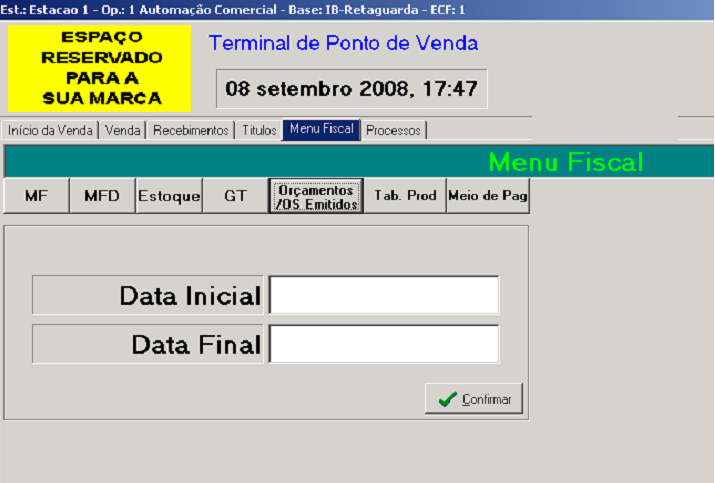 Est.: Estacao 1 - Op.: 1 Automação Comercial - Base: IB-Retaguarda - ECF: 1
ESPAÇO
RESERVADO
PARA A
SUA MARCA
Terminal de Ponto de Venda
08 setembro 2008, 17:47
Início da Venda Venda Recebimentos Titulos Menu Fiscal Processos
Menu Fiscal
MF MFD Estoque GT Orçamentos /OS Emitidos Tab. Prod Meio de Pag
Data Inicial
Data Final
Confirmar